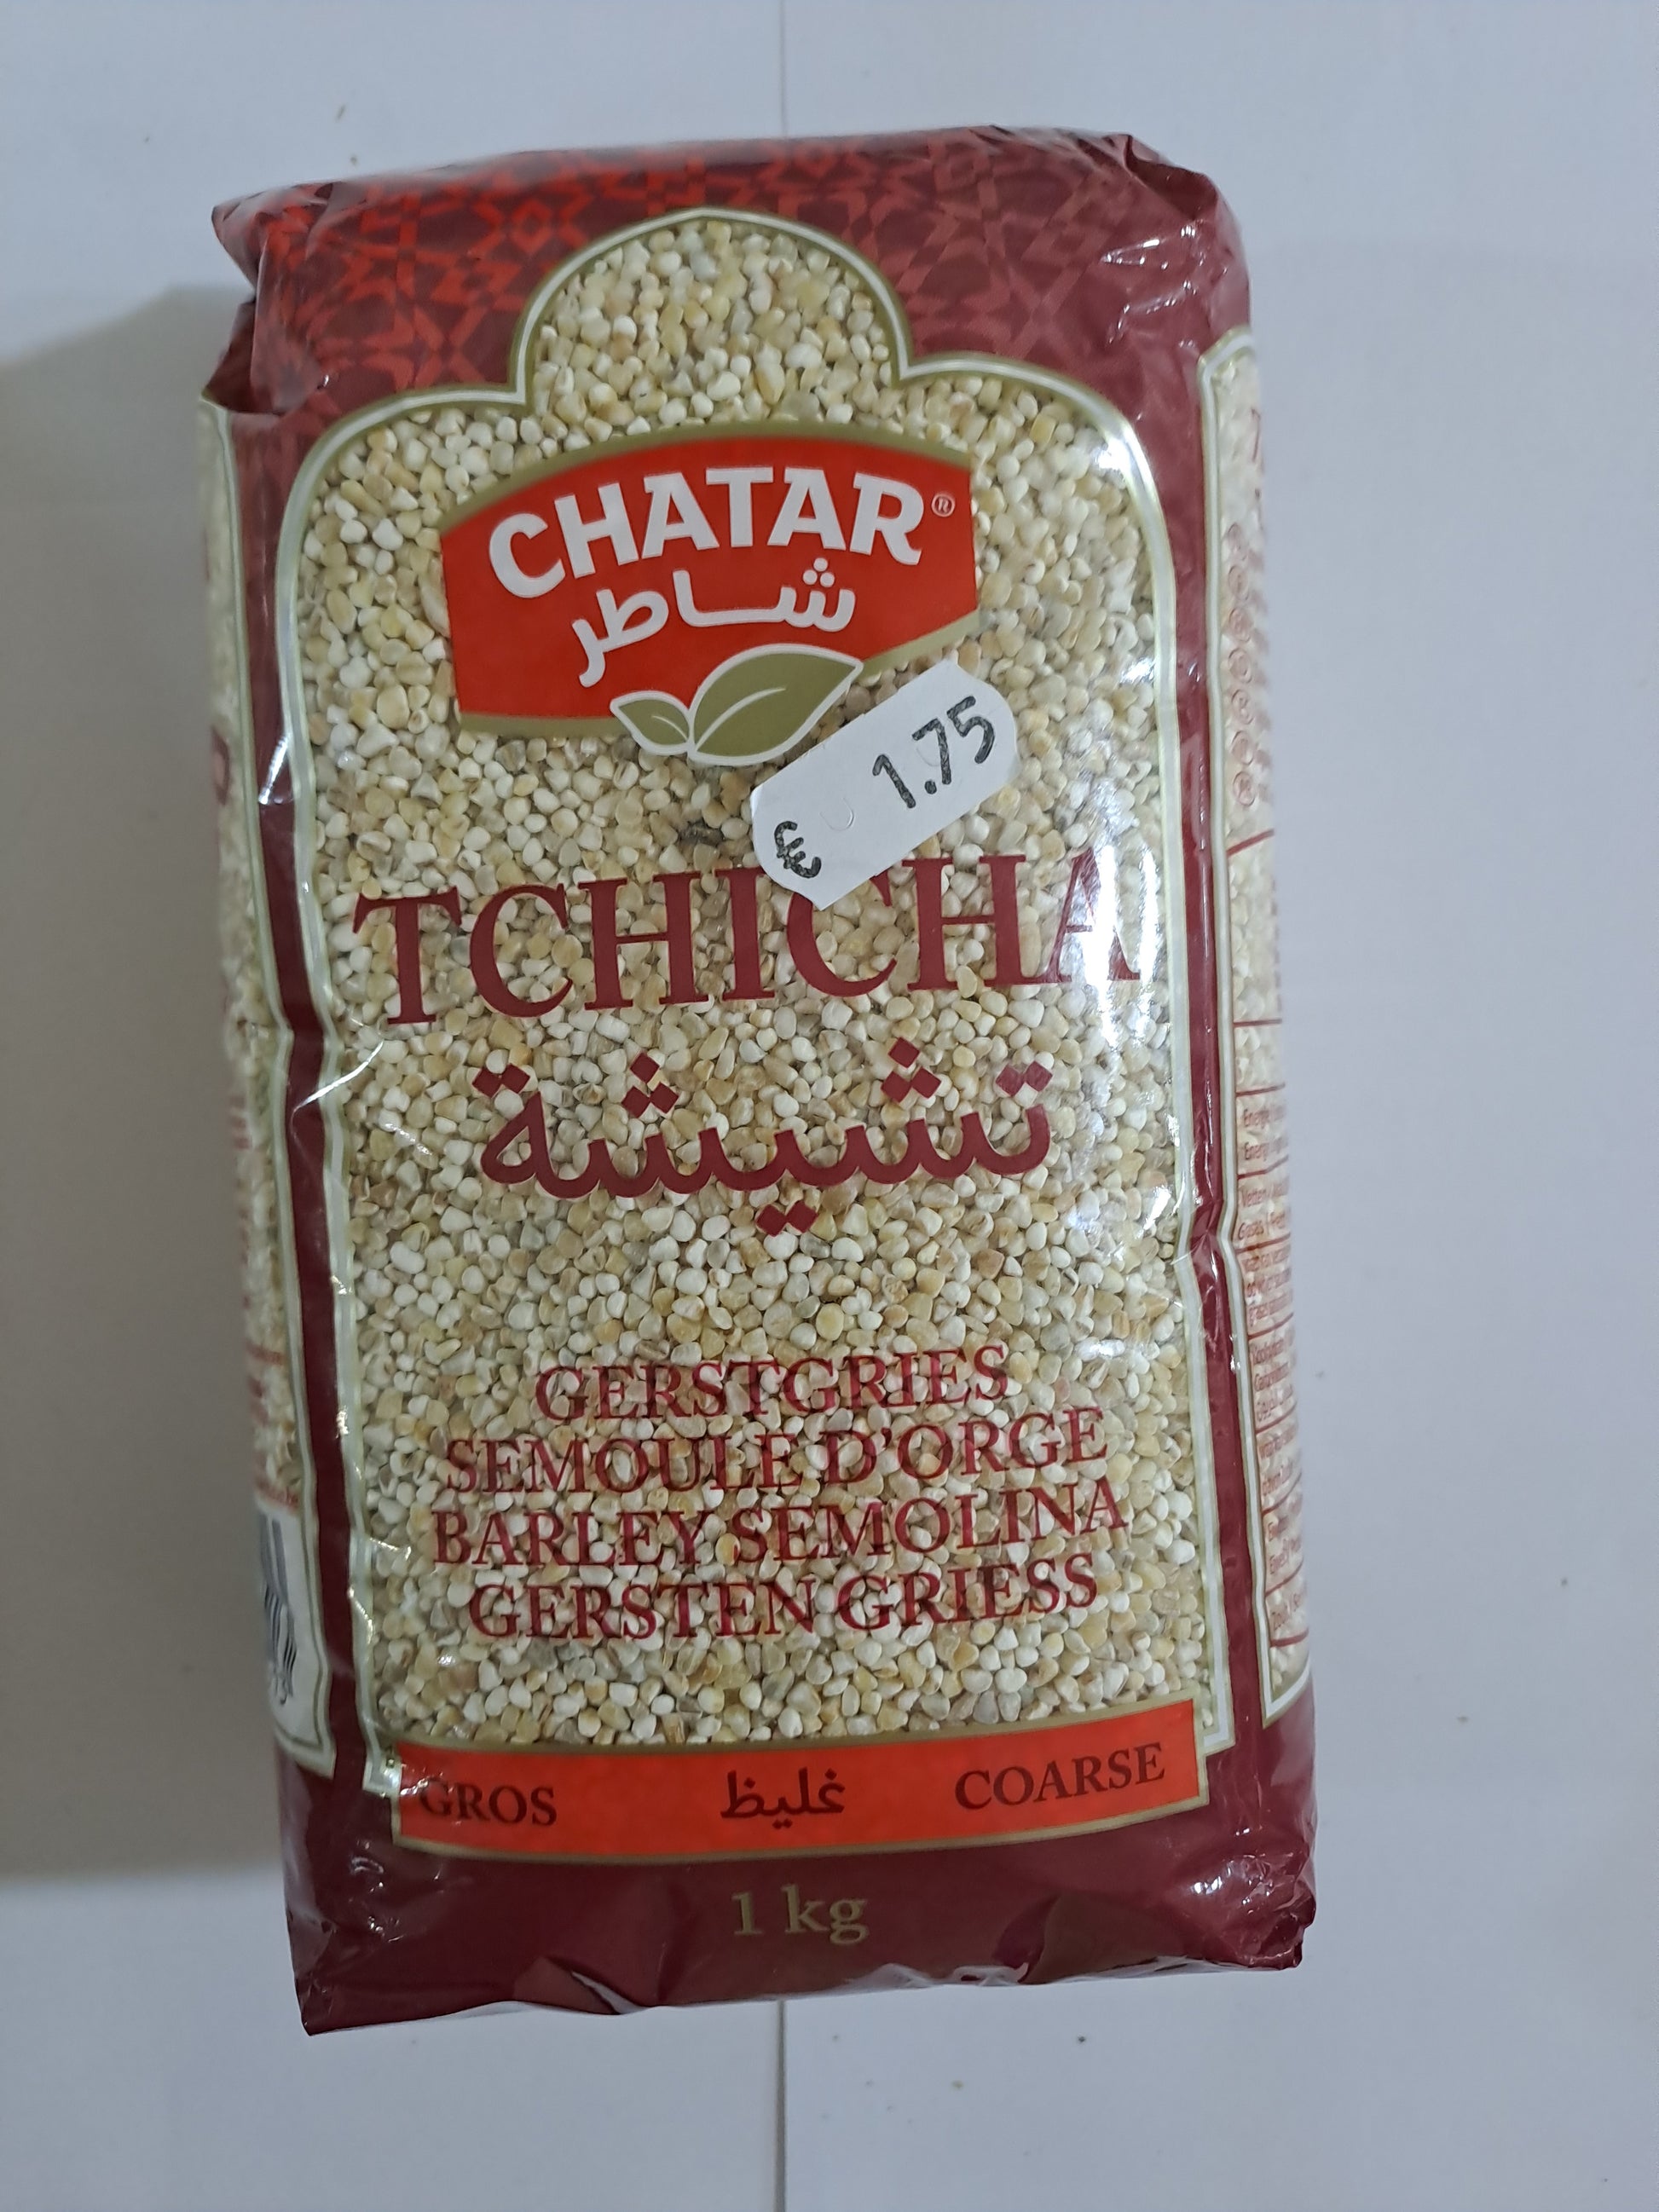 CHATAR®
شاطر
€ 1.75
TCHICHA
تشيشة
GERSTGRIES
SEMOULE D'ORGE
BARLEY SEMOLINA
GERSTEN GRIESS
GROS غليظ COARSE
1 kg